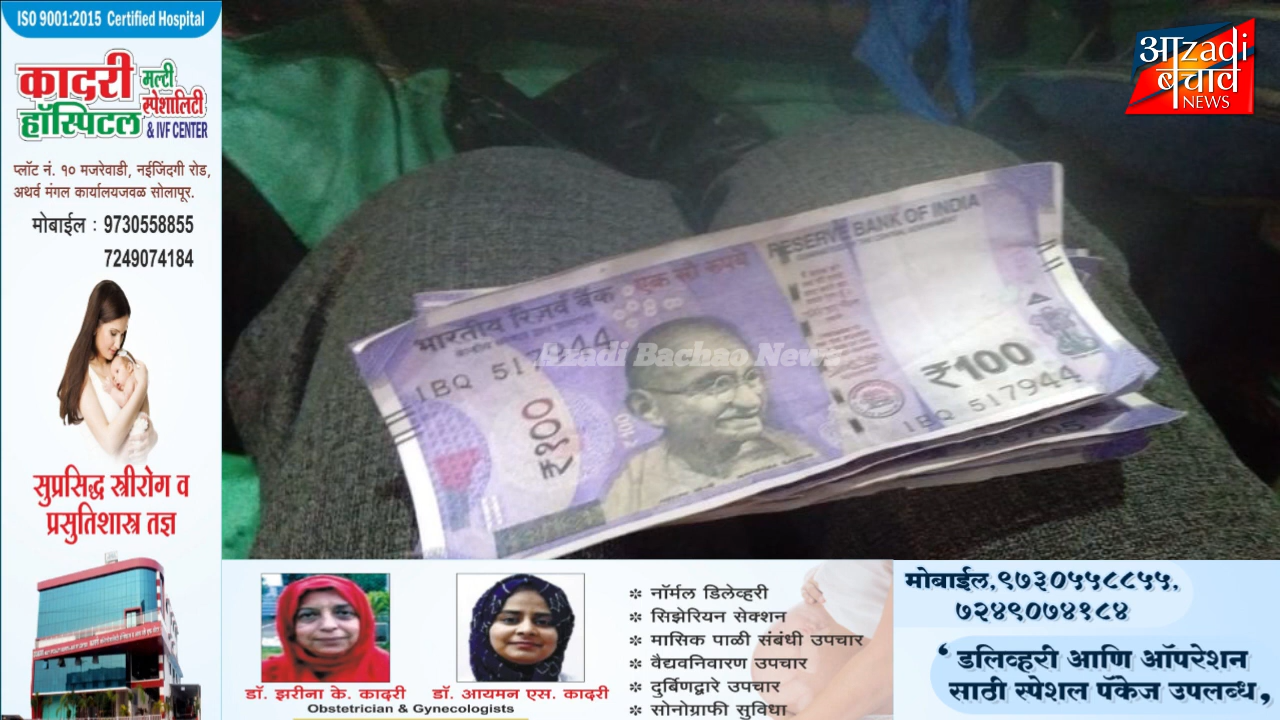 ISO 9001:2015 Certified Hospital
कादरी मल्टी
हॉस्पिटल स्पेशालिटी
& IVF CENTER
प्लॉट नं. १० मजरेवाडी, नईजिंदगी रोड,
अथर्व मंगल कार्यालयजवळ सोलापूर.
मोबाईल : 9730558855
7249074184
सुप्रसिद्ध स्त्रीरोग व
प्रसुतिशास्त्र तज्ञ
आzadi
बचाव
NEWS
भारतीय रिज़र्व बैंक
एक सौ रुपये
RESERVE BANK OF INDIA
1BQ 517944
₹१००
₹100
1BQ 517944
Bachao News
डॉ. झरीना के. कादरी
डॉ. आयमन एस. कादरी
Obstetrician & Gynecologists
* नॉर्मल डिलेव्हरी
* सिझेरियन सेक्शन
* मासिक पाळी संबंधी उपचार
* वैद्यवनिवारण उपचार
* दुर्बिणद्वारे उपचार
* सोनोग्राफी सुविधा
मोबाईल.९७३०५५८८५५,
७२४९०७४१८४
‘ डलिव्हरी आणि ऑपरेशन
साठी स्पेशल पॅकेज उपलब्ध,